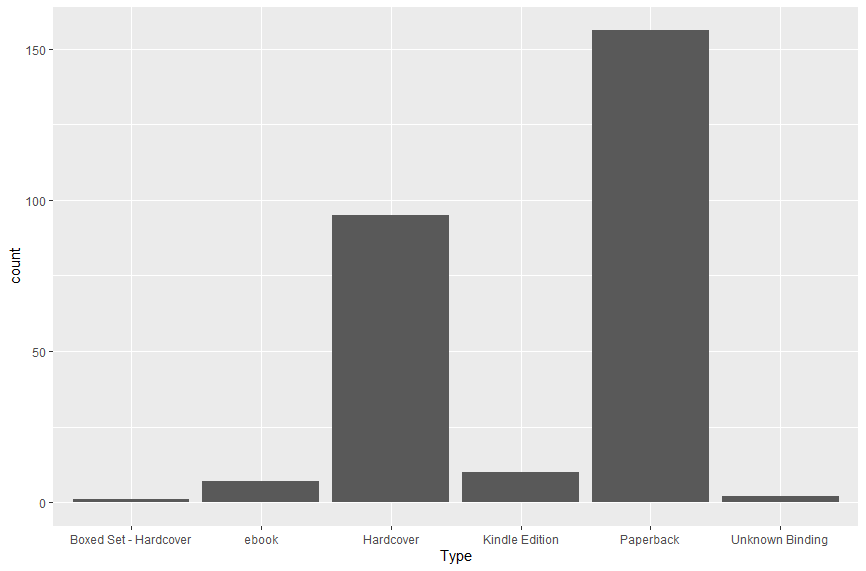 150
100
50
0
count
Boxed Set - Hardcover
ebook
Hardcover
Kindle Edition
Paperback
Unknown Binding
Type